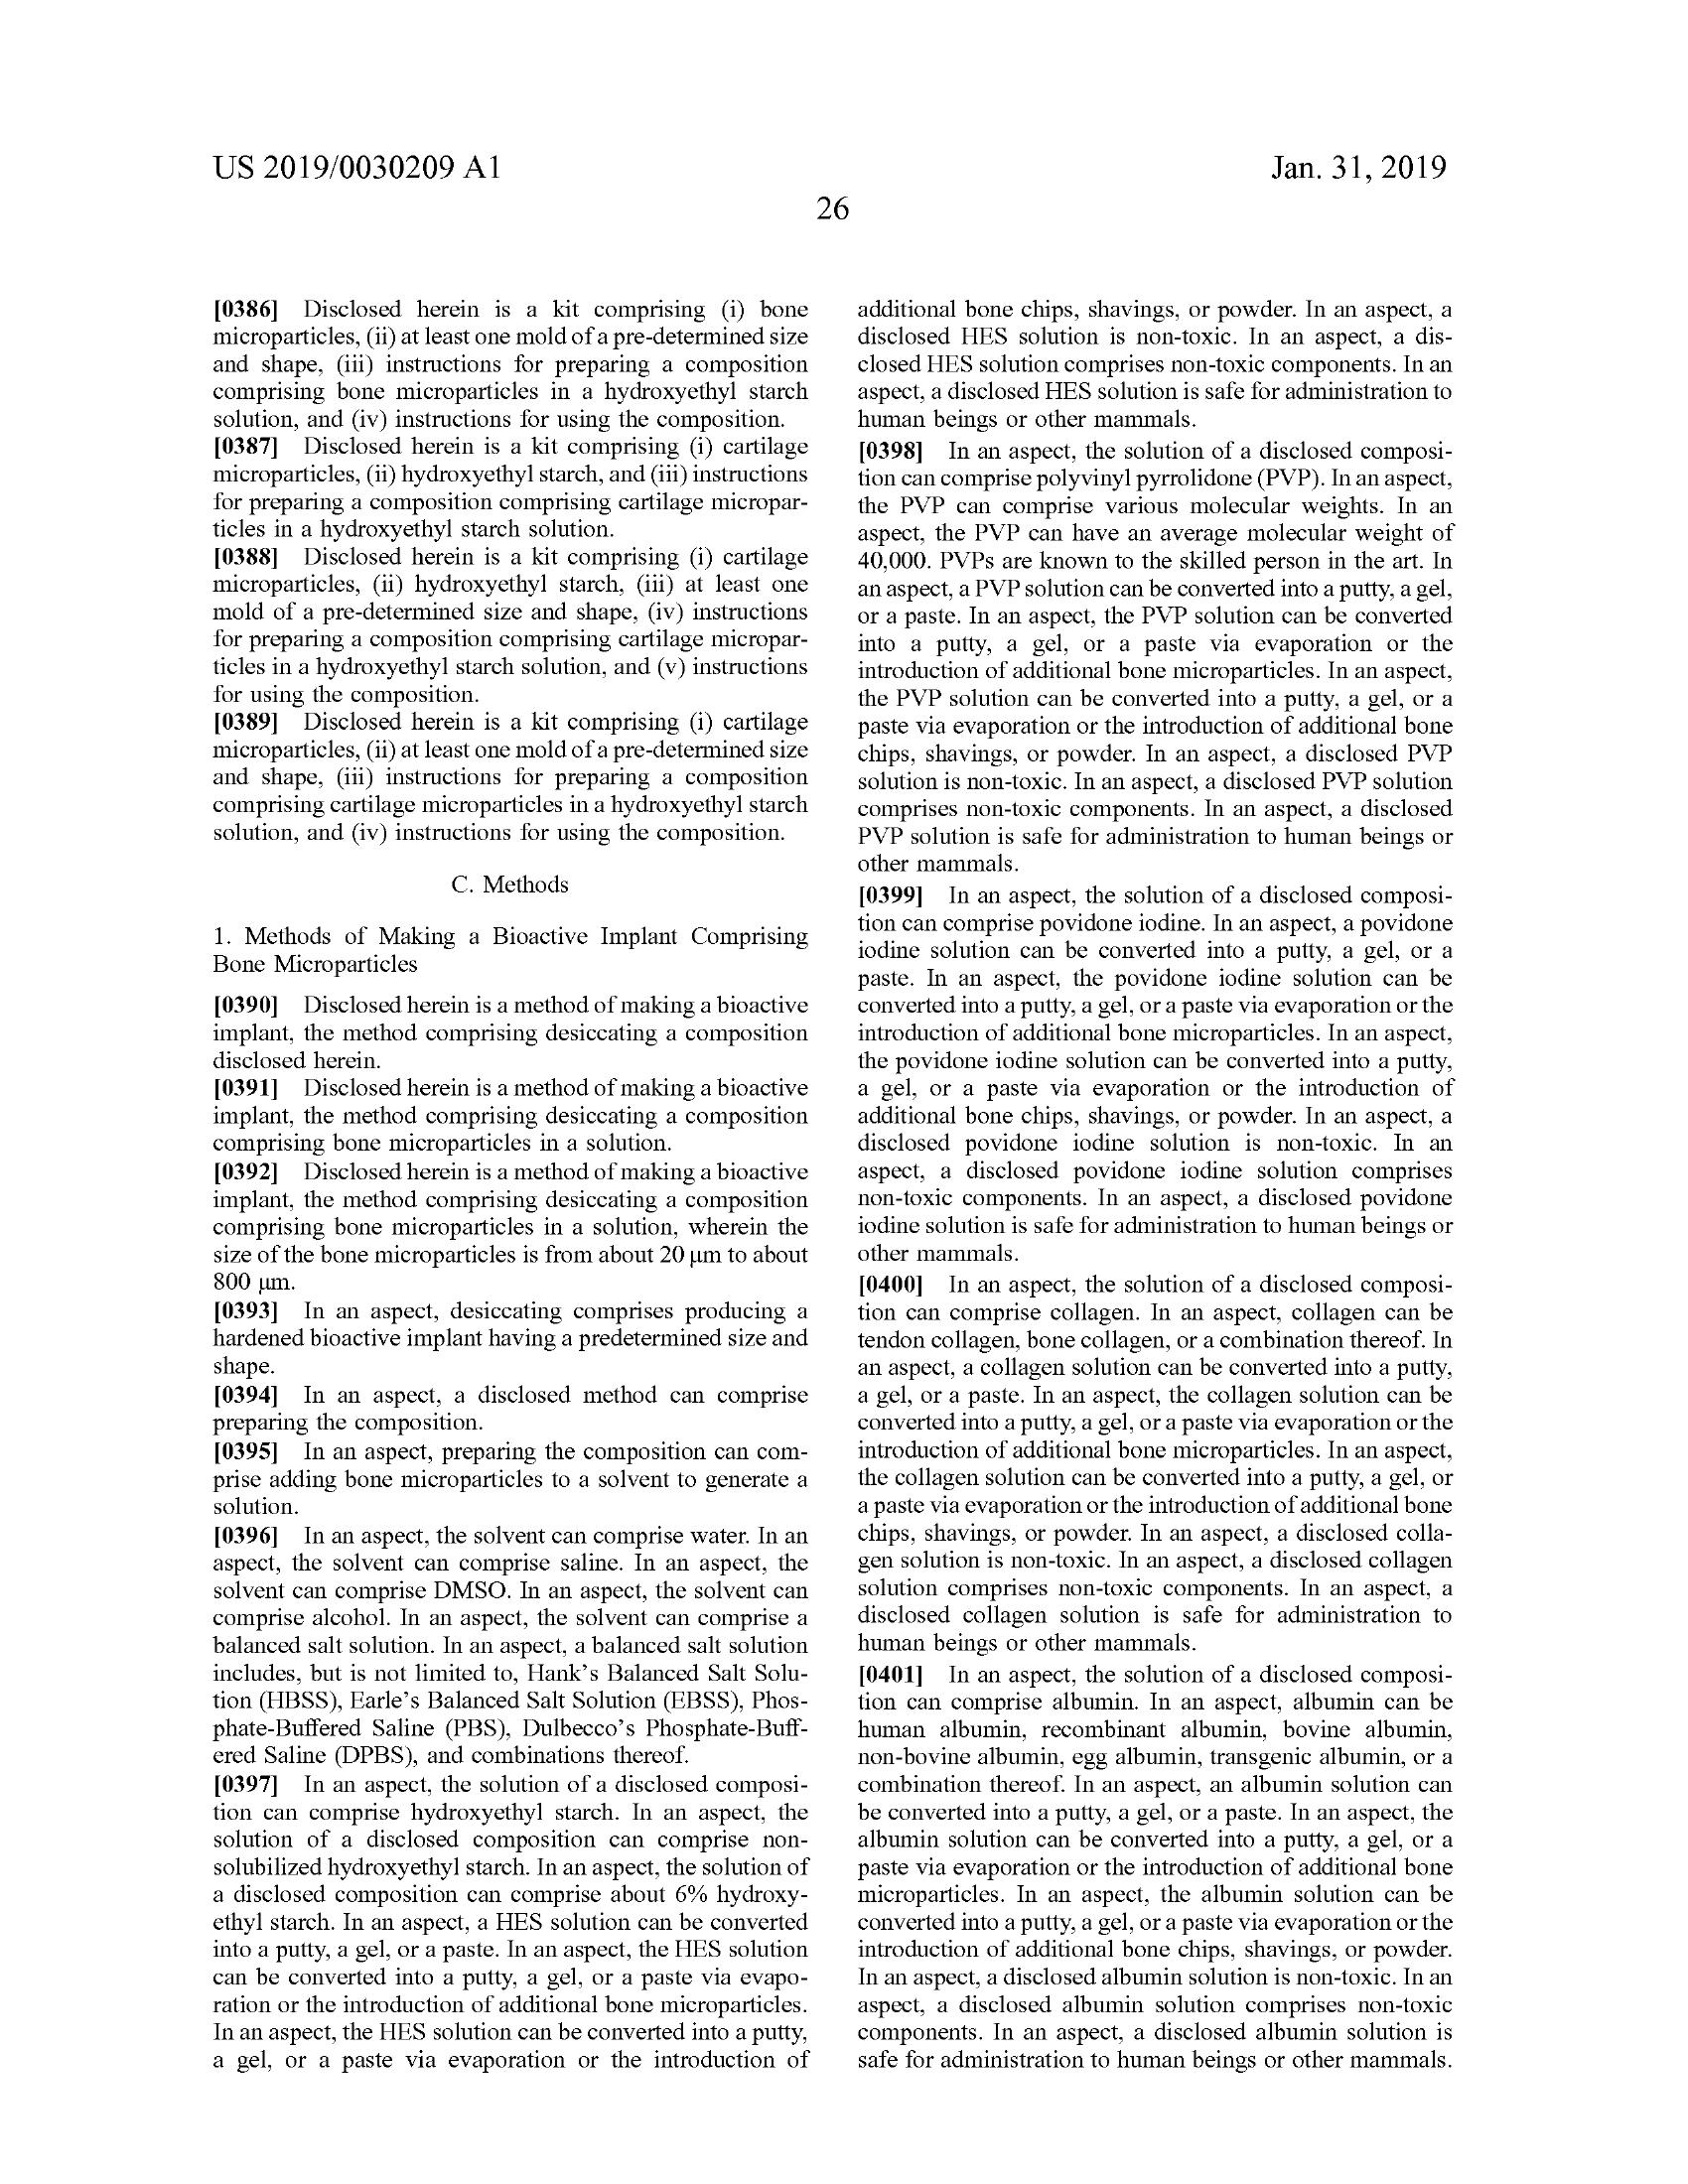 US 2019/0030209 A1
Jan. 31, 2019
26
[0386] Disclosed herein is a kit comprising (i) bone
microparticles, (ii) at least one mold of a pre-determined size
and shape, (iii) instructions for preparing a composition
comprising bone microparticles in a hydroxyethyl starch
solution, and (iv) instructions for using the composition.
[0387] Disclosed herein is a kit comprising (i) cartilage
microparticles, (ii) hydroxyethyl starch, and (iii) instructions
for preparing a composition comprising cartilage micropar-
ticles in a hydroxyethyl starch solution.
[0388] Disclosed herein is a kit comprising (i) cartilage
microparticles, (ii) hydroxyethyl starch, (iii) at least one
mold of a pre-determined size and shape, (iv) instructions
for preparing a composition comprising cartilage micropar-
ticles in a hydroxyethyl starch solution, and (v) instructions
for using the composition.
[0389] Disclosed herein is a kit comprising (i) cartilage
microparticles, (ii) at least one mold of a pre-determined size
and shape, (iii) instructions for preparing a composition
comprising cartilage microparticles in a hydroxyethyl starch
solution, and (iv) instructions for using the composition.
C. Methods
1. Methods of Making a Bioactive Implant Comprising
Bone Microparticles
[0390] Disclosed herein is a method of making a bioactive
implant, the method comprising desiccating a composition
disclosed herein.
[0391] Disclosed herein is a method of making a bioactive
implant, the method comprising desiccating a composition
comprising bone microparticles in a solution.
[0392] Disclosed herein is a method of making a bioactive
implant, the method comprising desiccating a composition
comprising bone microparticles in a solution, wherein the
size of the bone microparticles is from about 20 μm to about
800 μm.
[0393] In an aspect, desiccating comprises producing a
hardened bioactive implant having a predetermined size and
shape.
[0394] In an aspect, a disclosed method can comprise
preparing the composition.
[0395] In an aspect, preparing the composition can com-
prise adding bone microparticles to a solvent to generate a
solution.
[0396] In an aspect, the solvent can comprise water. In an
aspect, the solvent can comprise saline. In an aspect, the
solvent can comprise DMSO. In an aspect, the solvent can
comprise alcohol. In an aspect, the solvent can comprise a
balanced salt solution. In an aspect, a balanced salt solution
includes, but is not limited to, Hank's Balanced Salt Solu-
tion (HBSS), Earle's Balanced Salt Solution (EBSS), Phos-
phate-Buffered Saline (PBS), Dulbecco's Phosphate-Buff-
ered Saline (DPBS), and combinations thereof.
[0397] In an aspect, the solution of a disclosed composi-
tion can comprise hydroxyethyl starch. In an aspect, the
solution of a disclosed composition can comprise non-
solubilized hydroxyethyl starch. In an aspect, the solution of
a disclosed composition can comprise about 6% hydroxy-
ethyl starch. In an aspect, a HES solution can be converted
into a putty, a gel, or a paste. In an aspect, the HES solution
can be converted into a putty, a gel, or a paste via evapo-
ration or the introduction of additional bone microparticles.
In an aspect, the HES solution can be converted into a putty,
a gel, or a paste via evaporation or the introduction of
additional bone chips, shavings, or powder. In an aspect, a
disclosed HES solution is non-toxic. In an aspect, a dis-
closed HES solution comprises non-toxic components. In an
aspect, a disclosed HES solution is safe for administration to
human beings or other mammals.
[0398] In an aspect, the solution of a disclosed composi-
tion can comprise polyvinyl pyrrolidone (PVP). In an aspect,
the PVP can comprise various molecular weights. In an
aspect, the PVP can have an average molecular weight of
40,000. PVPs are known to the skilled person in the art. In
an aspect, a PVP solution can be converted into a putty, a gel,
or a paste. In an aspect, the PVP solution can be converted
into a putty, a gel, or a paste via evaporation or the
introduction of additional bone microparticles. In an aspect,
the PVP solution can be converted into a putty, a gel, or a
paste via evaporation or the introduction of additional bone
chips, shavings, or powder. In an aspect, a disclosed PVP
solution is non-toxic. In an aspect, a disclosed PVP solution
comprises non-toxic components. In an aspect, a disclosed
PVP solution is safe for administration to human beings or
other mammals.
[0399] In an aspect, the solution of a disclosed composi-
tion can comprise povidone iodine. In an aspect, a povidone
iodine solution can be converted into a putty, a gel, or a
paste. In an aspect, the povidone iodine solution can be
converted into a putty, a gel, or a paste via evaporation or the
introduction of additional bone microparticles. In an aspect,
the povidone iodine solution can be converted into a putty,
a gel, or a paste via evaporation or the introduction of
additional bone chips, shavings, or powder. In an aspect, a
disclosed povidone iodine solution is non-toxic. In an
aspect, a disclosed povidone iodine solution comprises
non-toxic components. In an aspect, a disclosed povidone
iodine solution is safe for administration to human beings or
other mammals.
[0400] In an aspect, the solution of a disclosed composi-
tion can comprise collagen. In an aspect, collagen can be
tendon collagen, bone collagen, or a combination thereof. In
an aspect, a collagen solution can be converted into a putty,
a gel, or a paste. In an aspect, the collagen solution can be
converted into a putty, a gel, or a paste via evaporation or the
introduction of additional bone microparticles. In an aspect,
the collagen solution can be converted into a putty, a gel, or
a paste via evaporation or the introduction of additional bone
chips, shavings, or powder. In an aspect, a disclosed colla-
gen solution is non-toxic. In an aspect, a disclosed collagen
solution comprises non-toxic components. In an aspect, a
disclosed collagen solution is safe for administration to
human beings or other mammals.
[0401] In an aspect, the solution of a disclosed composi-
tion can comprise albumin. In an aspect, albumin can be
human albumin, recombinant albumin, bovine albumin,
non-bovine albumin, egg albumin, transgenic albumin, or a
combination thereof. In an aspect, an albumin solution can
be converted into a putty, a gel, or a paste. In an aspect, the
albumin solution can be converted into a putty, a gel, or a
paste via evaporation or the introduction of additional bone
microparticles. In an aspect, the albumin solution can be
converted into a putty, a gel, or a paste via evaporation or the
introduction of additional bone chips, shavings, or powder.
In an aspect, a disclosed albumin solution is non-toxic. In an
aspect, a disclosed albumin solution comprises non-toxic
components. In an aspect, a disclosed albumin solution is
safe for administration to human beings or other mammals.